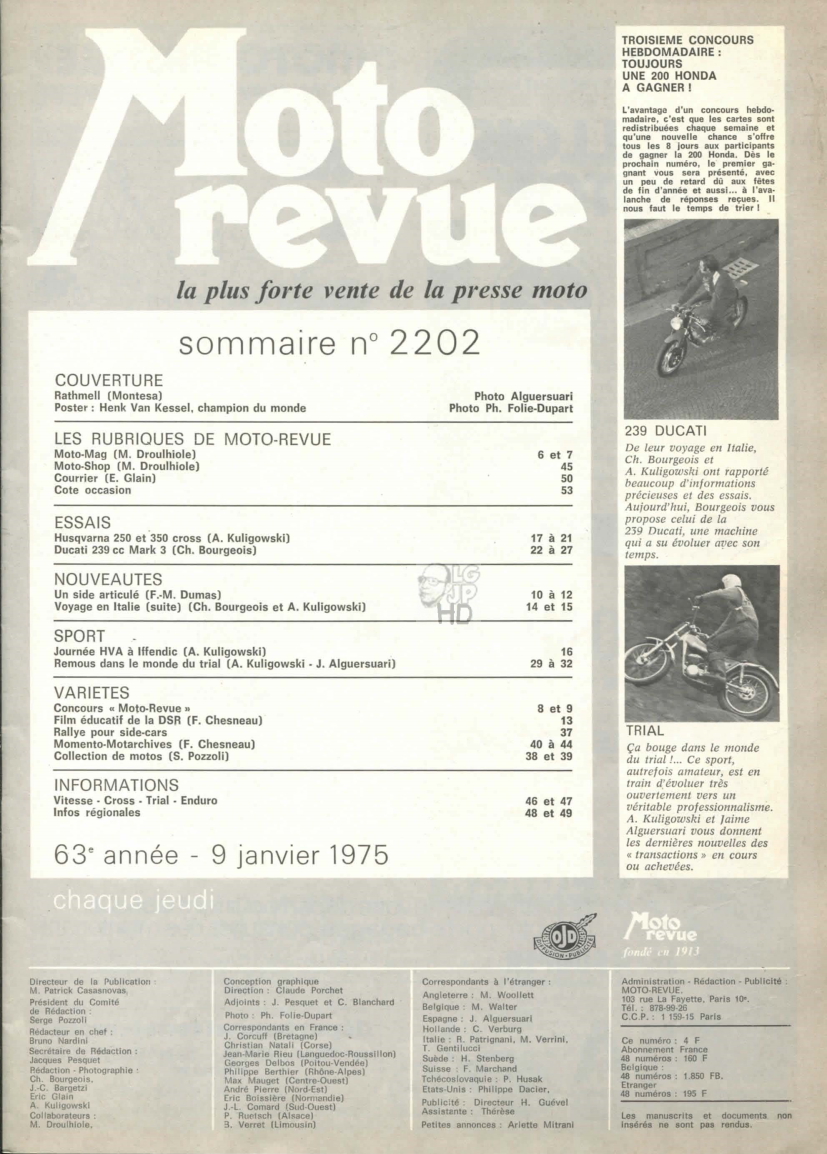 Moto
revue
la plus forte vente de la presse moto
sommaire n° 2202
COUVERTURE
Rathmell (Montesa) Photo Alguersuari
Poster : Henk Van Kessel, champion du monde Photo Ph. Folie-Dupart
LES RUBRIQUES DE MOTO-REVUE
Moto-Mag (M. Droulhiole) 6 et 7
Moto-Shop (M. Droulhiole) 45
Courrier (E. Glain) 50
Cote occasion 53
ESSAIS
Husqvarna 250 et 350 cross (A. Kuligowski) 17 à 21
Ducati 239 cc Mark 3 (Ch. Bourgeois) 22 à 27
NOUVEAUTES
Un side articulé (F.-M. Dumas) 10 à 12
Voyage en Italie (suite) (Ch. Bourgeois et A. Kuligowski) 14 et 15
LG
JP
HD
SPORT
Journée HVA à Iffendic (A. Kuligowski) 16
Remous dans le monde du trial (A. Kuligowski - J. Alguersuari) 29 à 32
VARIETES
Concours « Moto-Revue » 8 et 9
Film éducatif de la DSR (F. Chesneau) 13
Rallye pour side-cars 37
Momento-Motarchives (F. Chesneau) 40 à 44
Collection de motos (S. Pozzoli) 38 et 39
INFORMATIONS
Vitesse - Cross - Trial - Enduro 46 et 47
Infos régionales 48 et 49
63e année - 9 janvier 1975
chaque jeudi
TROISIEME CONCOURS
HEBDOMADAIRE :
TOUJOURS
UNE 200 HONDA
A GAGNER !
L'avantage d'un concours hebdo-
madaire, c'est que les cartes sont
redistribuées chaque semaine et
qu'une nouvelle chance s'offre
tous les 8 jours aux participants
de gagner la 200 Honda. Dès le
prochain numéro, le premier ga-
gnant vous sera présenté, avec
un peu de retard dû aux fêtes
de fin d'année et aussi... à l'ava-
lanche de réponses reçues. Il
nous faut le temps de trier !
239 DUCATI
De leur voyage en Italie,
Ch. Bourgeois et
A. Kuligowski ont rapporté
beaucoup d'informations
précieuses et des essais.
Aujourd'hui, Bourgeois vous
propose celui de la
239 Ducati, une machine
qui a su évoluer avec son
temps.
TRIAL
Ça bouge dans le monde
du trial !... Ce sport,
autrefois amateur, est en
train d'évoluer très
ouvertement vers un
véritable professionnalisme.
A. Kuligowski et Jaime
Alguersuari vous donnent
les dernières nouvelles des
« transactions » en cours
ou achevées.
OJD
DIFFUSION - PUBLICITÉ
Moto
revue
fondé en 1913
Directeur de la Publication :
M. Patrick Casasnovas,
Président du Comité
de Rédaction :
Serge Pozzoli
Rédacteur en chef :
Bruno Nardini
Secrétaire de Rédaction :
Jacques Pesquet
Rédaction - Photographie :
Ch. Bourgeois,
J.-C. Bargetzi
Eric Glain
A. Kuligowski
Collaborateurs :
M. Droulhiole,
Conception graphique
Direction : Claude Porchet
Adjoints : J. Pesquet et C. Blanchard
Photo : Ph. Folie-Dupart
Correspondants en France :
J. Corcuff (Bretagne)
Christian Natali (Corse)
Jean-Marie Rieu (Languedoc-Roussillon)
Georges Delbos (Poitou-Vendée)
Philippe Berthier (Rhône-Alpes)
Max Mauget (Centre-Ouest)
André Pierre (Nord-Est)
Eric Boissière (Normandie)
J.-L. Comard (Sud-Ouest)
P. Ruetsch (Alsace)
B. Verret (Limousin)
Correspondants à l'étranger :
Angleterre : M. Woollett
Belgique : M. Walter
Espagne : J. Alguersuari
Hollande : C. Verburg
Italie : R. Patrignani, M. Verrini,
T. Gentilucci
Suède : H. Stenberg
Suisse : F. Marchand
Tchécoslovaquie : P. Husak
Etats-Unis : Philippe Dacier,
Publicité : Directeur H. Guével
Assistante : Thérèse
Petites annonces : Arlette Mitrani
Administration - Rédaction - Publicité :
MOTO-REVUE.
103 rue La Fayette, Paris 10e.
Tél. : 878-99-26
C.C.P. : 1 159-15 Paris
Ce numéro : 4 F
Abonnement France
48 numéros : 160 F
Belgique :
48 numéros : 1.850 FB.
Etranger
48 numéros : 195 F
Les manuscrits et documents non
insérés ne sont pas rendus.